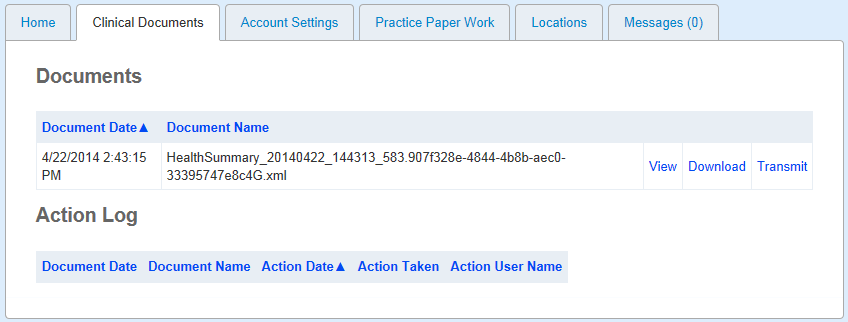 Home Clinical Documents Account Settings Practice Paper Work Locations Messages (0)
Documents
Document Date▲ Document Name
4/22/2014 2:43:15 HealthSummary_20140422_144313_583.907f328e-4844-4b8b-aec0-
PM 33395747e8c4G.xml View Download Transmit
Action Log
Document Date Document Name Action Date▲ Action Taken Action User Name